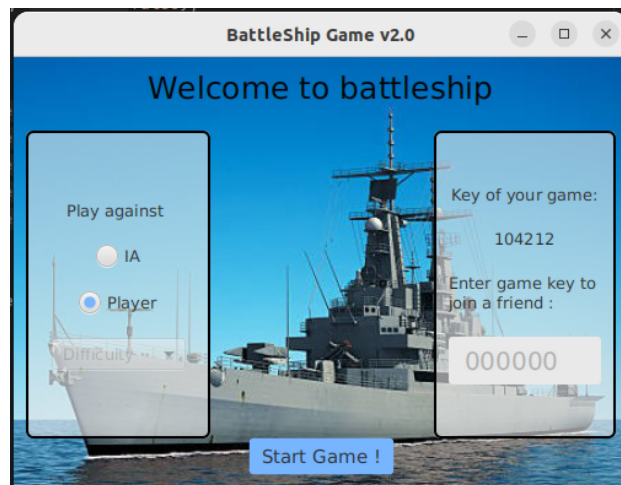 BattleShip Game v2.0
Welcome to battleship
Play against
IA
Player
Difficulty
Key of your game:
104212
Enter game key to
join a friend :
000000
Start Game !